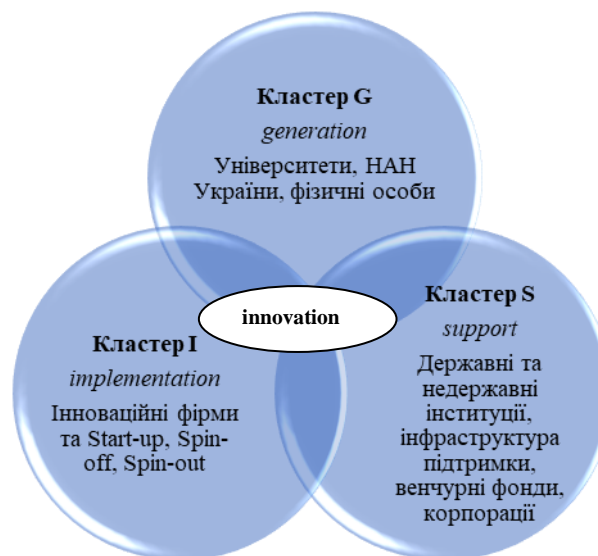 Кластер G
generation
Університети, НАН
України, фізичні особи
innovation
Кластер I
implementation
Інноваційні фірми
та Start-up, Spin-
off, Spin-out
Кластер S
support
Державні та
недержавні
інституції,
інфраструктура
підтримки,
венчурні фонди,
корпорації